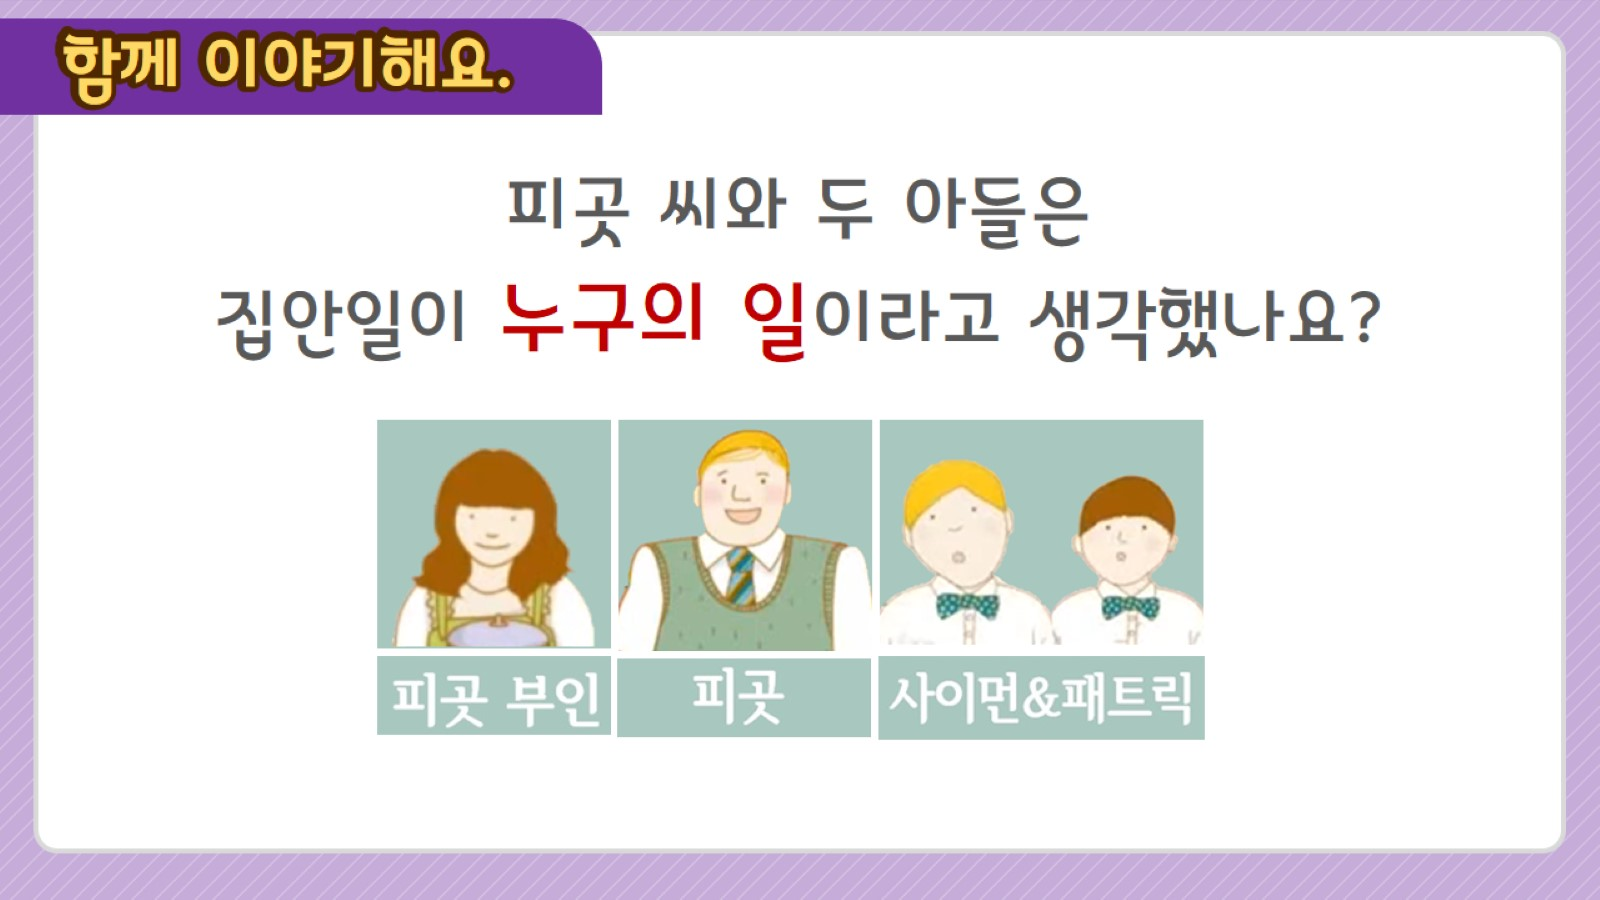 함께 이야기해요.
피곳 씨와 두 아들은
집안일이 누구의 일이라고 생각했나요?
피곳 부인
피곳
사이먼&패트릭